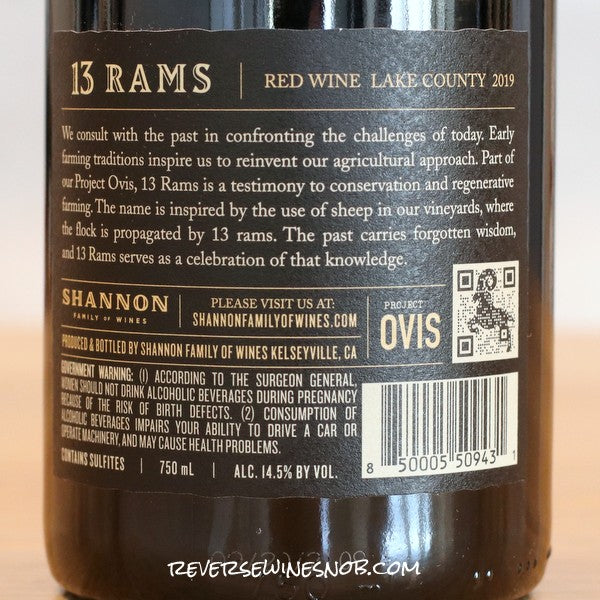 13 RAMS | RED WINE LAKE COUNTY 2019
We consult with the past in confronting the challenges of today. Early
farming traditions inspire us to reinvent our agricultural approach. Part of
our Project Ovis, 13 Rams is a testimony to conservation and regenerative
farming. The name is inspired by the use of sheep in our vineyards, where
the flock is propagated by 13 rams. The past carries forgotten wisdom,
and 13 Rams serves as a celebration of that knowledge.
SHANNON
FAMILY OF WINES
PLEASE VISIT US AT:
SHANNONFAMILYOFWINES.COM
PROJECT
OVIS
PRODUCED & BOTTLED BY SHANNON FAMILY OF WINES KELSEYVILLE, CA
GOVERNMENT WARNING: (1) ACCORDING TO THE SURGEON GENERAL,
WOMEN SHOULD NOT DRINK ALCOHOLIC BEVERAGES DURING PREGNANCY
BECAUSE OF THE RISK OF BIRTH DEFECTS. (2) CONSUMPTION OF
ALCOHOLIC BEVERAGES IMPAIRS YOUR ABILITY TO DRIVE A CAR OR
OPERATE MACHINERY, AND MAY CAUSE HEALTH PROBLEMS.
CONTAINS SULFITES | 750 mL | ALC. 14.5% BY VOL.
8 50005 50943 1
REVERSEWINESNOB.COM